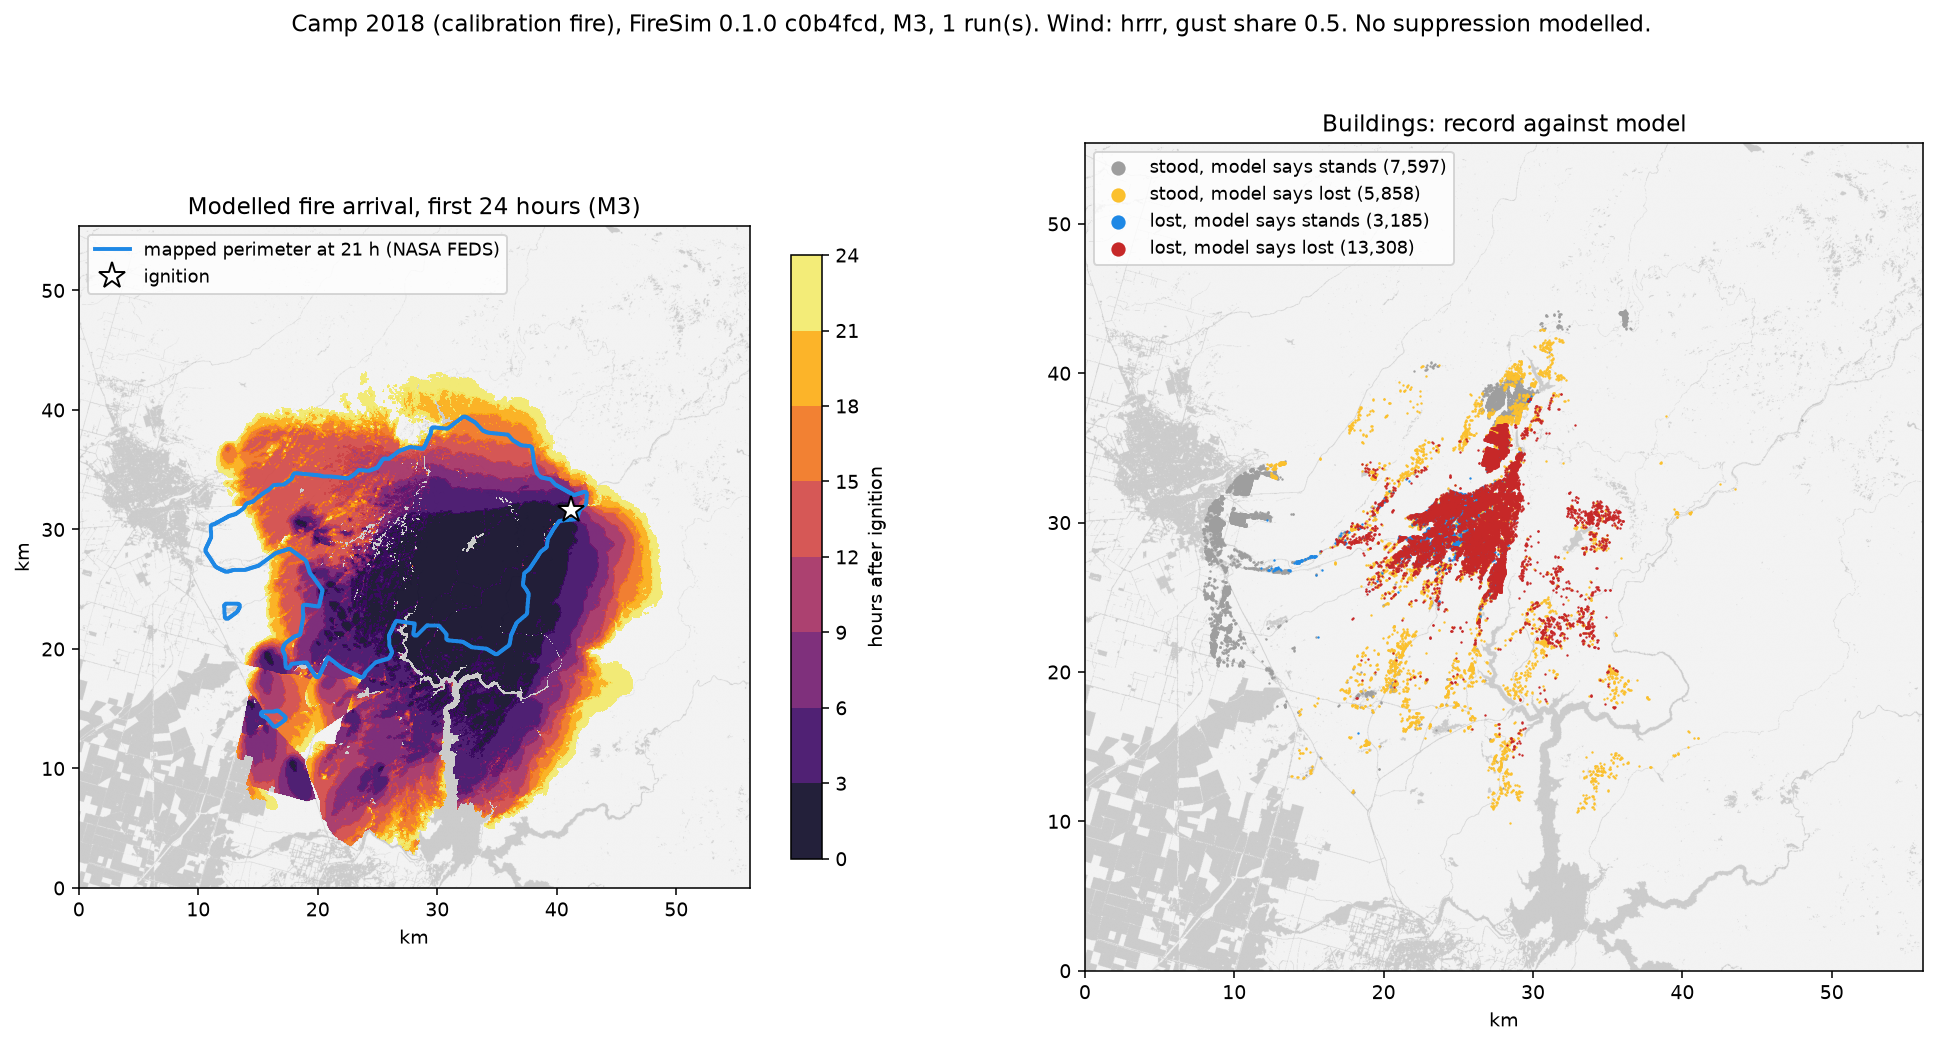 Camp 2018 (calibration fire), FireSim 0.1.0 c0b4fcd, M3, 1 run(s). Wind: hrrr, gust share 0.5. No suppression modelled.
Modelled fire arrival, first 24 hours (M3)
mapped perimeter at 21 h (NASA FEDS)
ignition
km
50
40
30
20
10
0
0
10
20
30
40
50
km
24
21
18
15
12
9
6
3
0
hours after ignition
Buildings: record against model
stood, model says stands (7,597)
stood, model says lost (5,858)
lost, model says stands (3,185)
lost, model says lost (13,308)
km
50
40
30
20
10
0
0
10
20
30
40
50
km